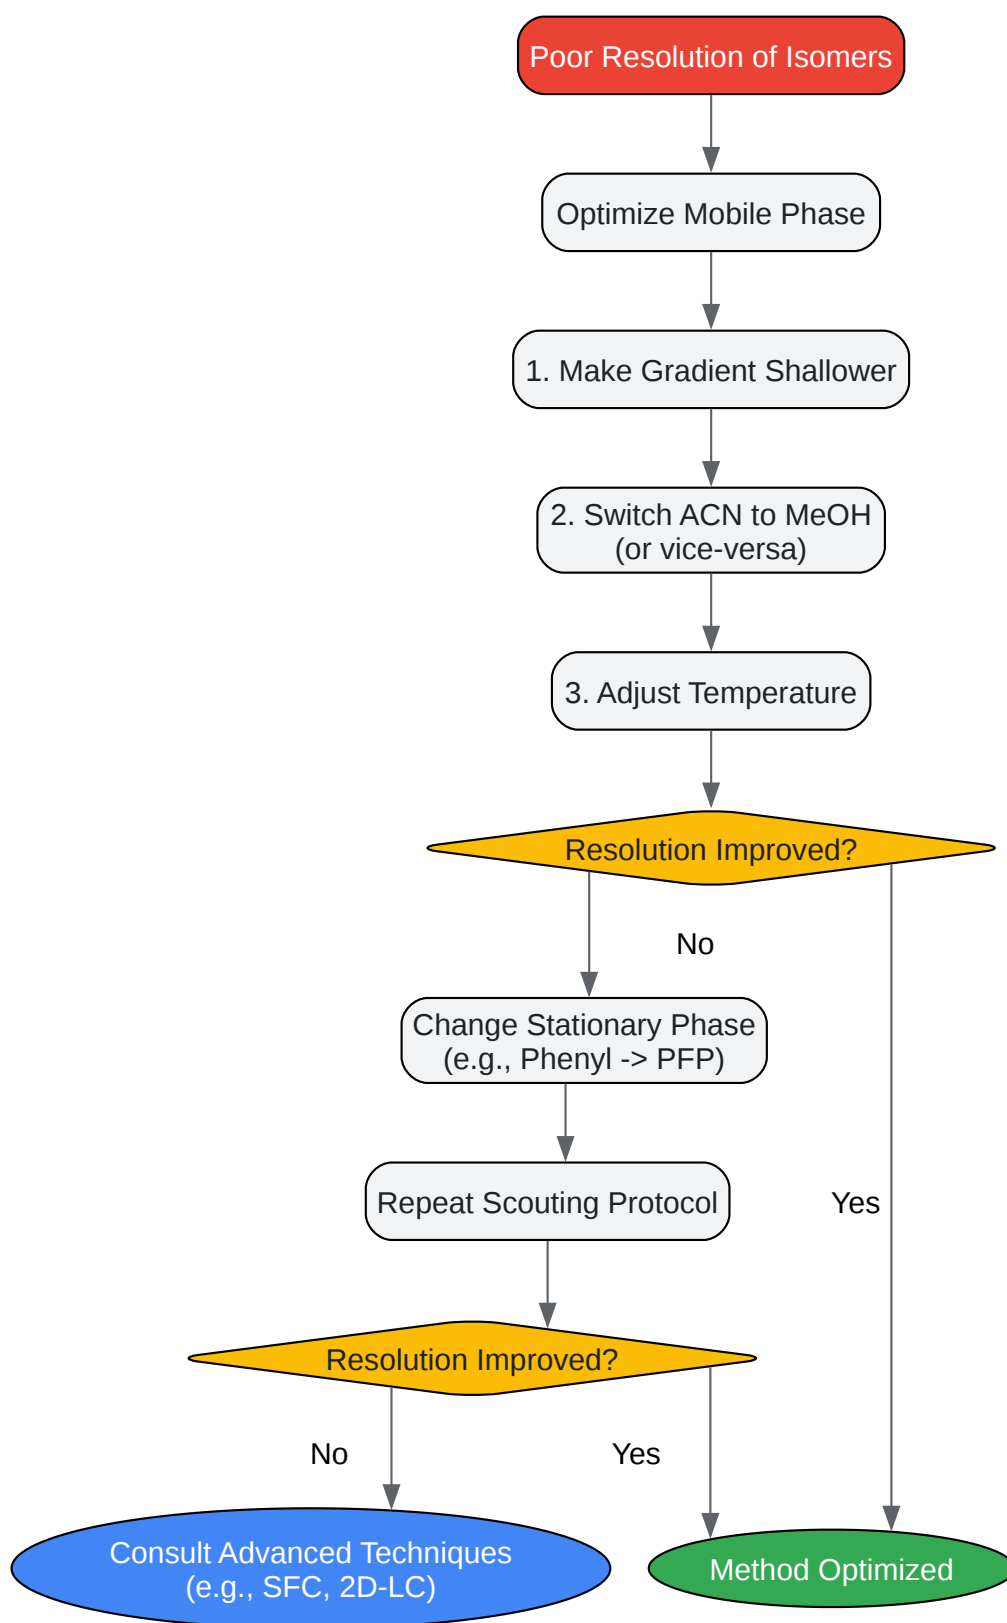 Poor Resolution of Isomers
Optimize Mobile Phase
1. Make Gradient Shallower
2. Switch ACN to MeOH
(or vice-versa)
3. Adjust Temperature
Resolution Improved?
No
Change Stationary Phase
(e.g., Phenyl -> PFP)
Repeat Scouting Protocol
Yes
Resolution Improved?
No
Yes
Consult Advanced Techniques
(e.g., SFC, 2D-LC)
Method Optimized